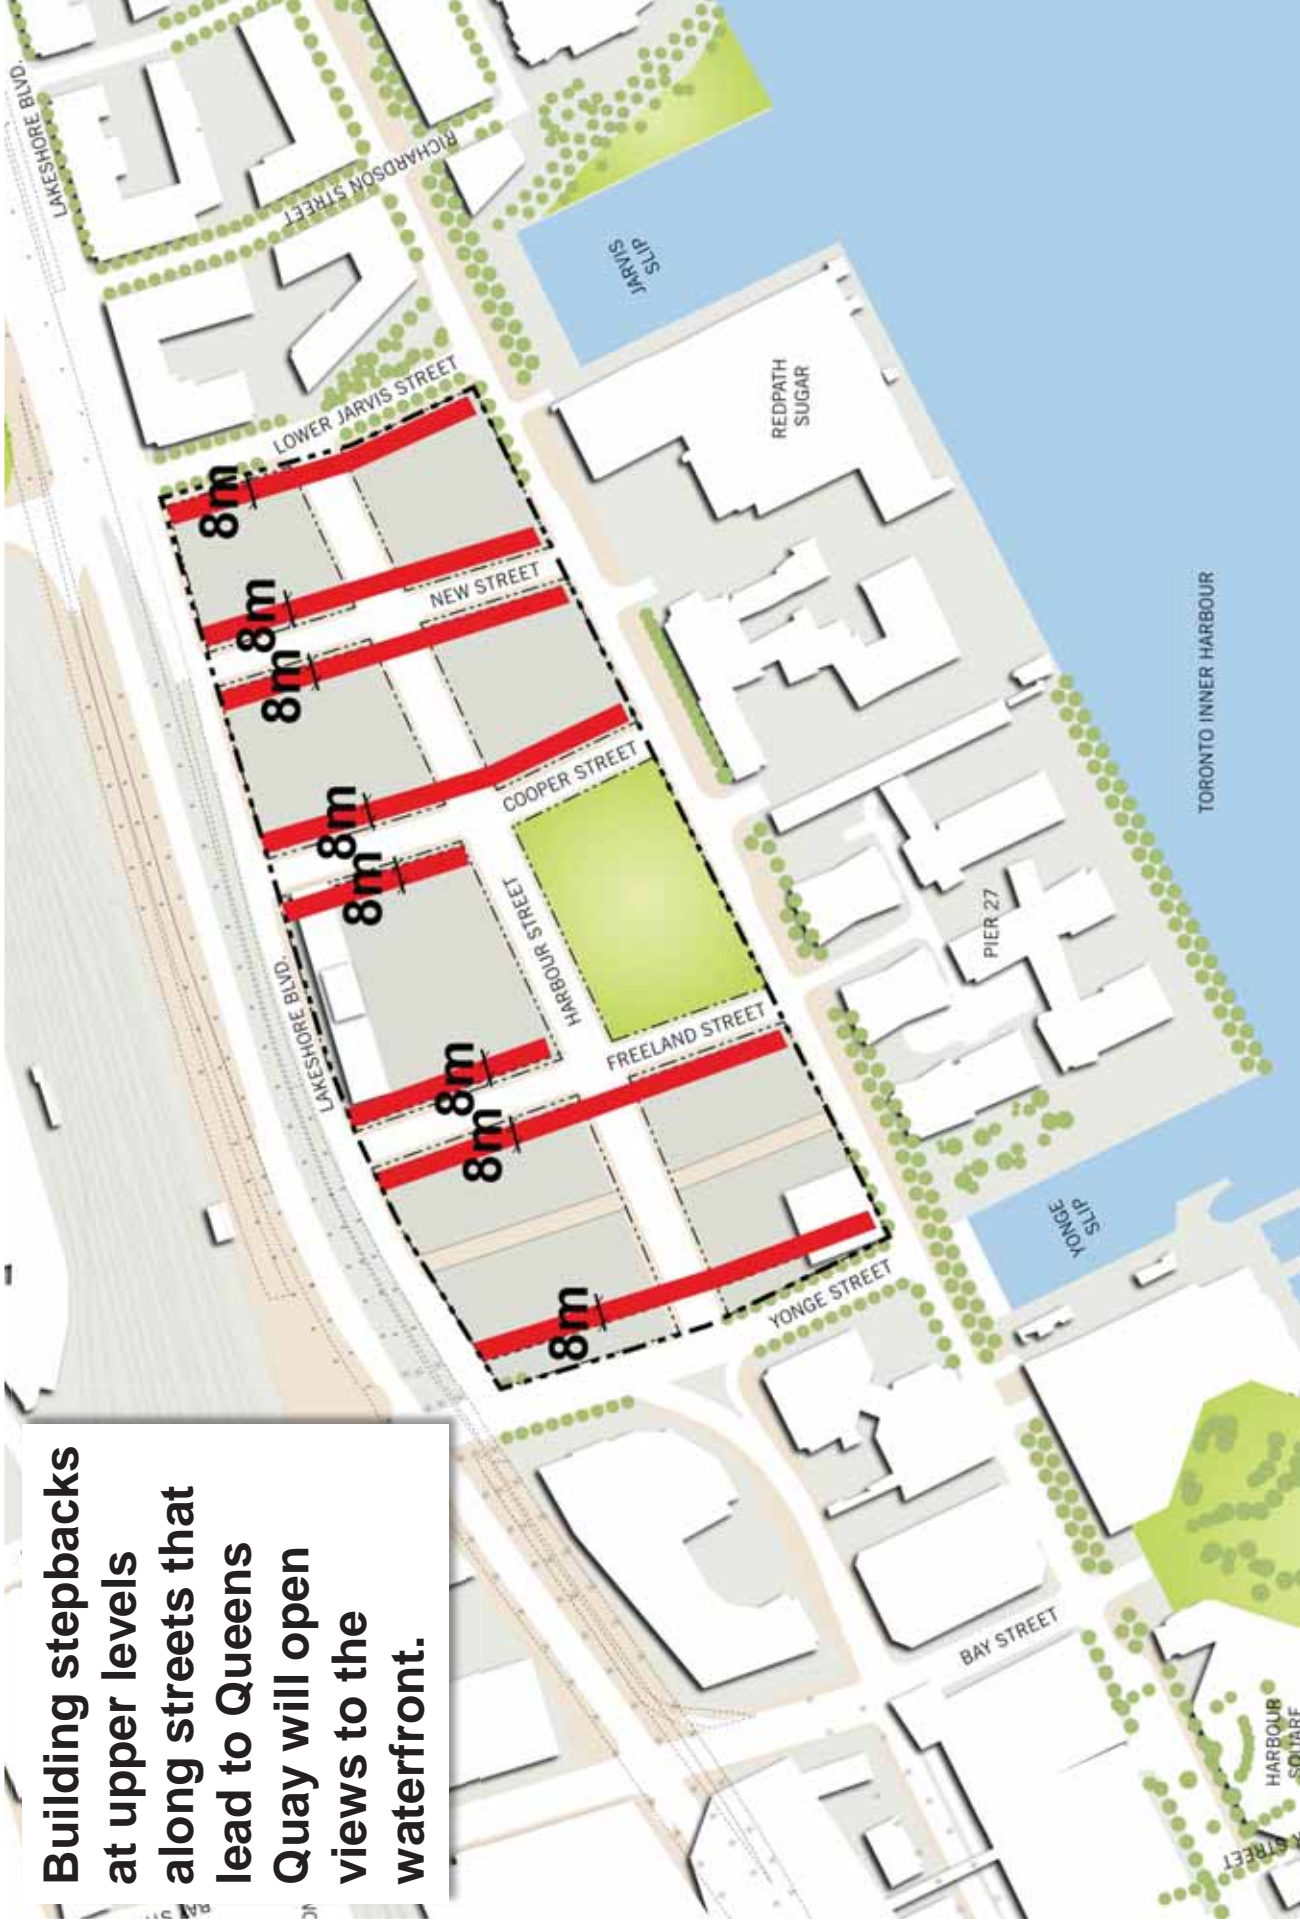 Building stepbacks
at upper levels
along streets that
lead to Queens
Quay will open
views to the
waterfront.
LAKESHORE BLVD.
RICHARDSON STREET
LOWER JARVIS STREET
JARVIS
SLIP
REDPATH
SUGAR
8m
8m
8m
8m
8m
8m
8m
8m
NEW STREET
COOPER STREET
HARBOUR STREET
FREELAND STREET
LAKESHORE BLVD.
YONGE STREET
PIER 27
YONGE
SLIP
TORONTO INNER HARBOUR
BAY STREET
HARBOUR
SQUARE
STREET